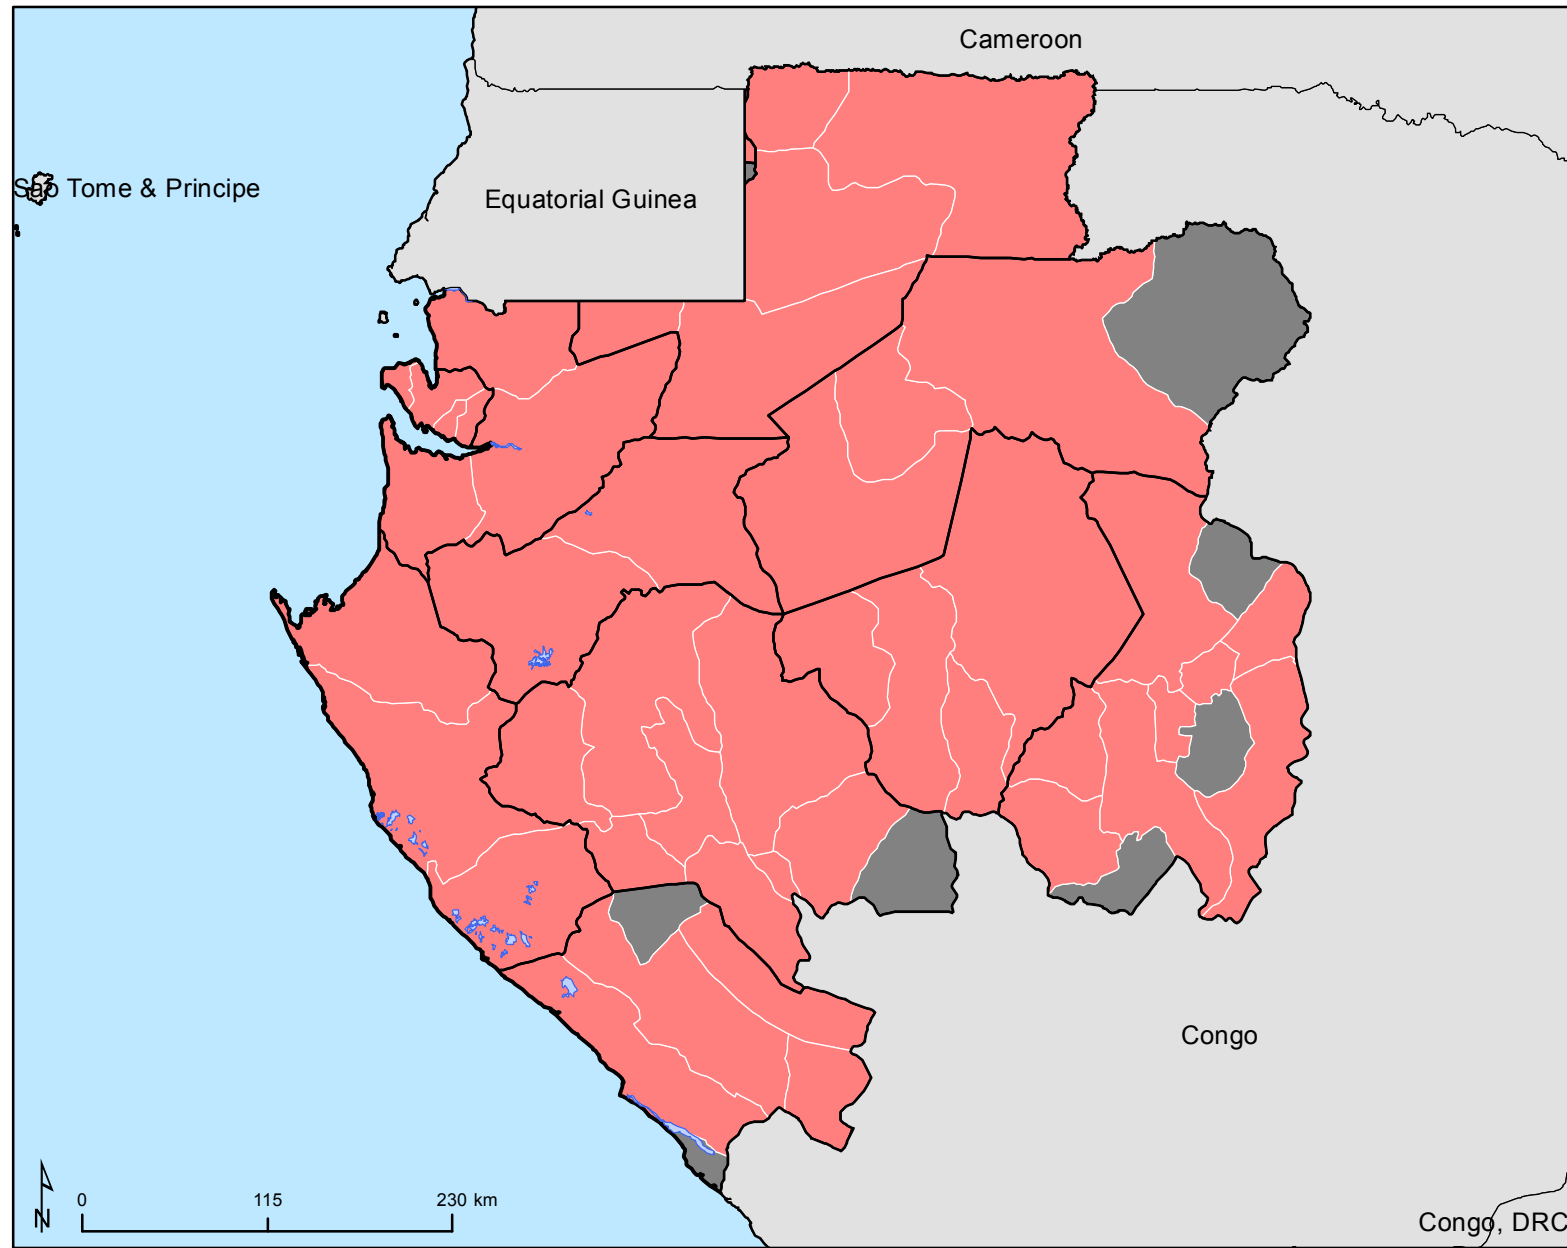 Cameroon
Sao Tome & Principe
Equatorial Guinea
Congo
N
0 115 230 km
Congo, DRC